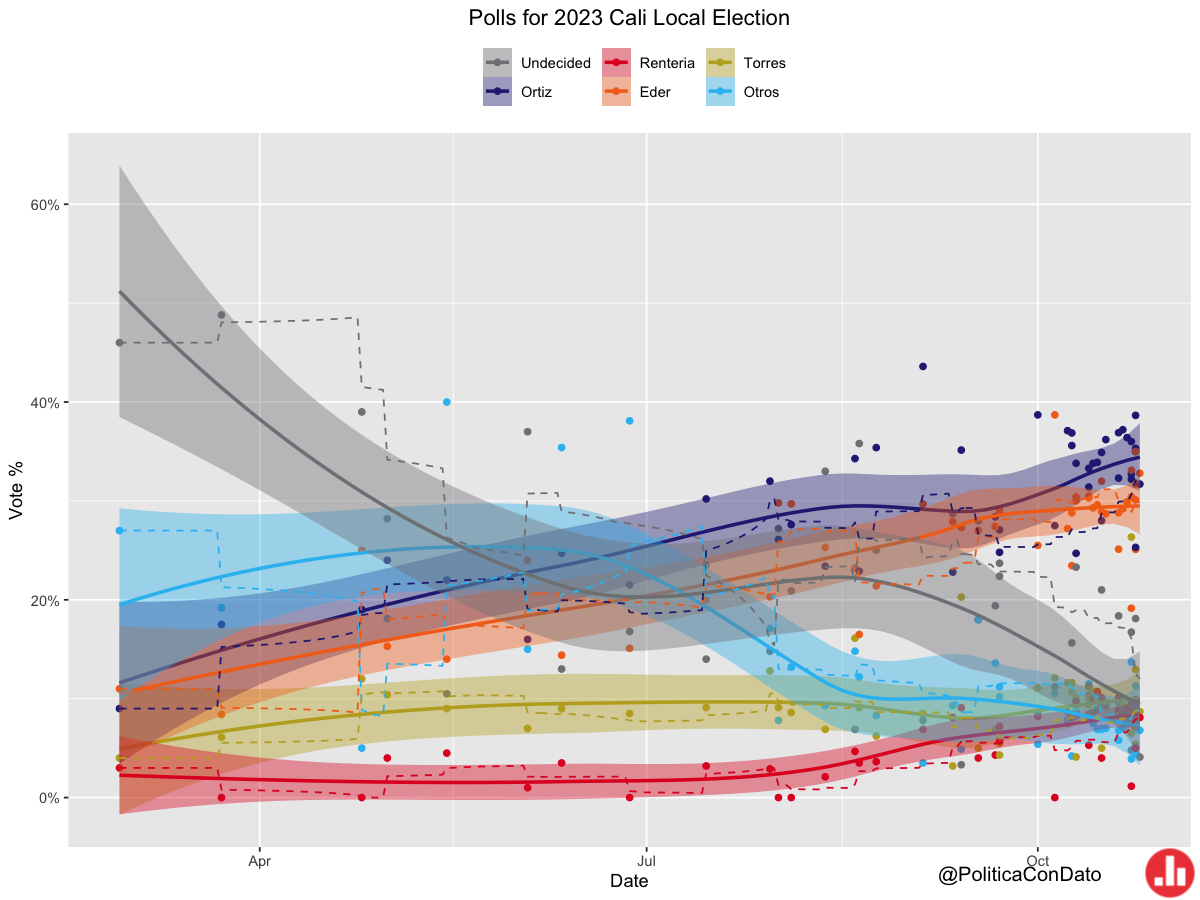 Polls for 2023 Cali Local Election
Undecided Renteria Torres
Ortiz Eder Otros
60%
40%
20%
0%
Vote %
Apr Jul Oct
Date
@PoliticaConDato